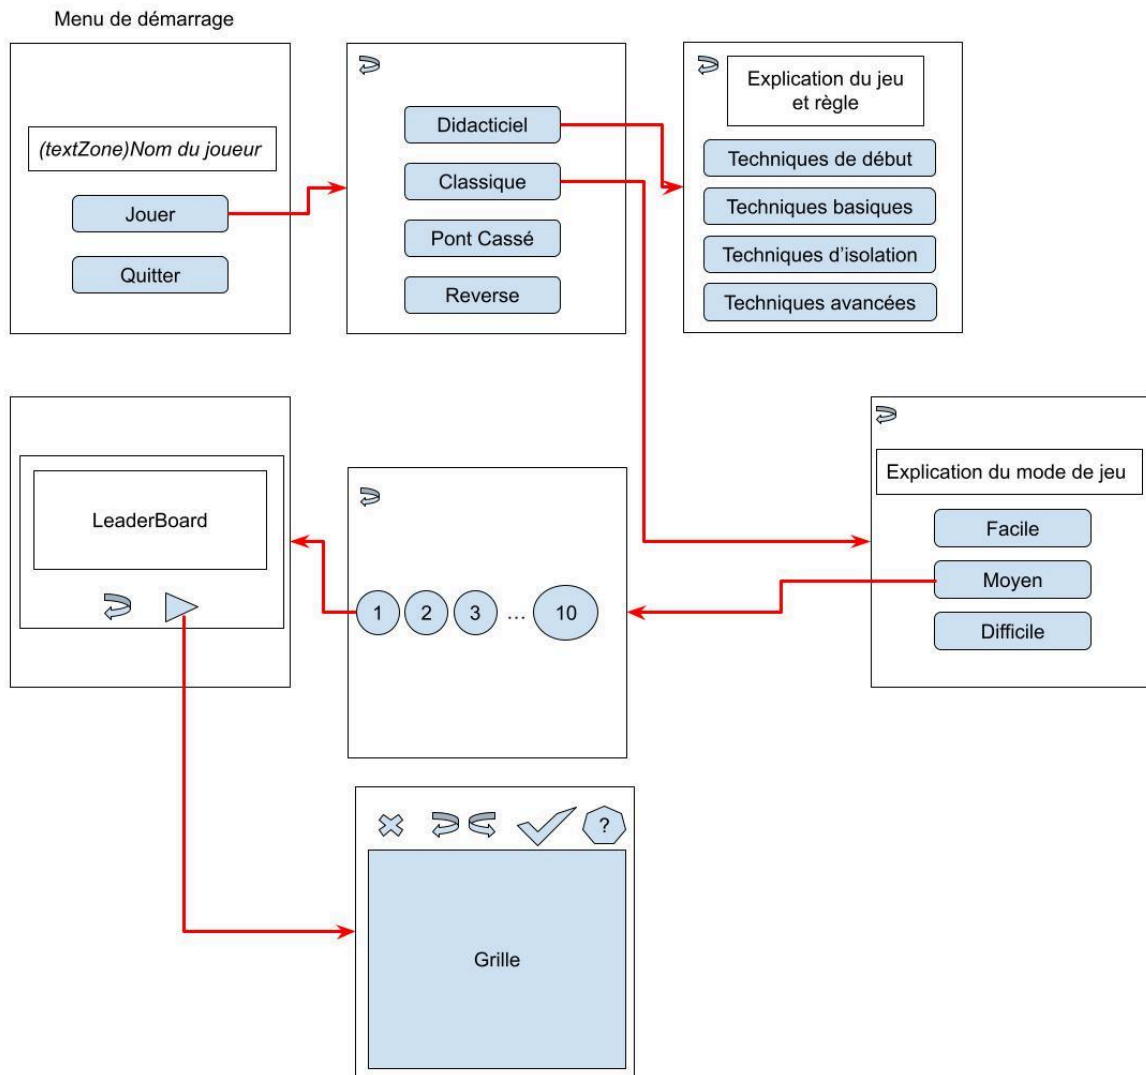 Menu de démarrage
(textZone)Nom du joueur
Jouer
Quitter
Didacticiel
Classique
Pont Cassé
Reverse
Explication du jeu
et règle
Techniques de début
Techniques basiques
Techniques d'isolation
Techniques avancées
LeaderBoard
1 2 3 ... 10
Explication du mode de jeu
Facile
Moyen
Difficile
?
Grille